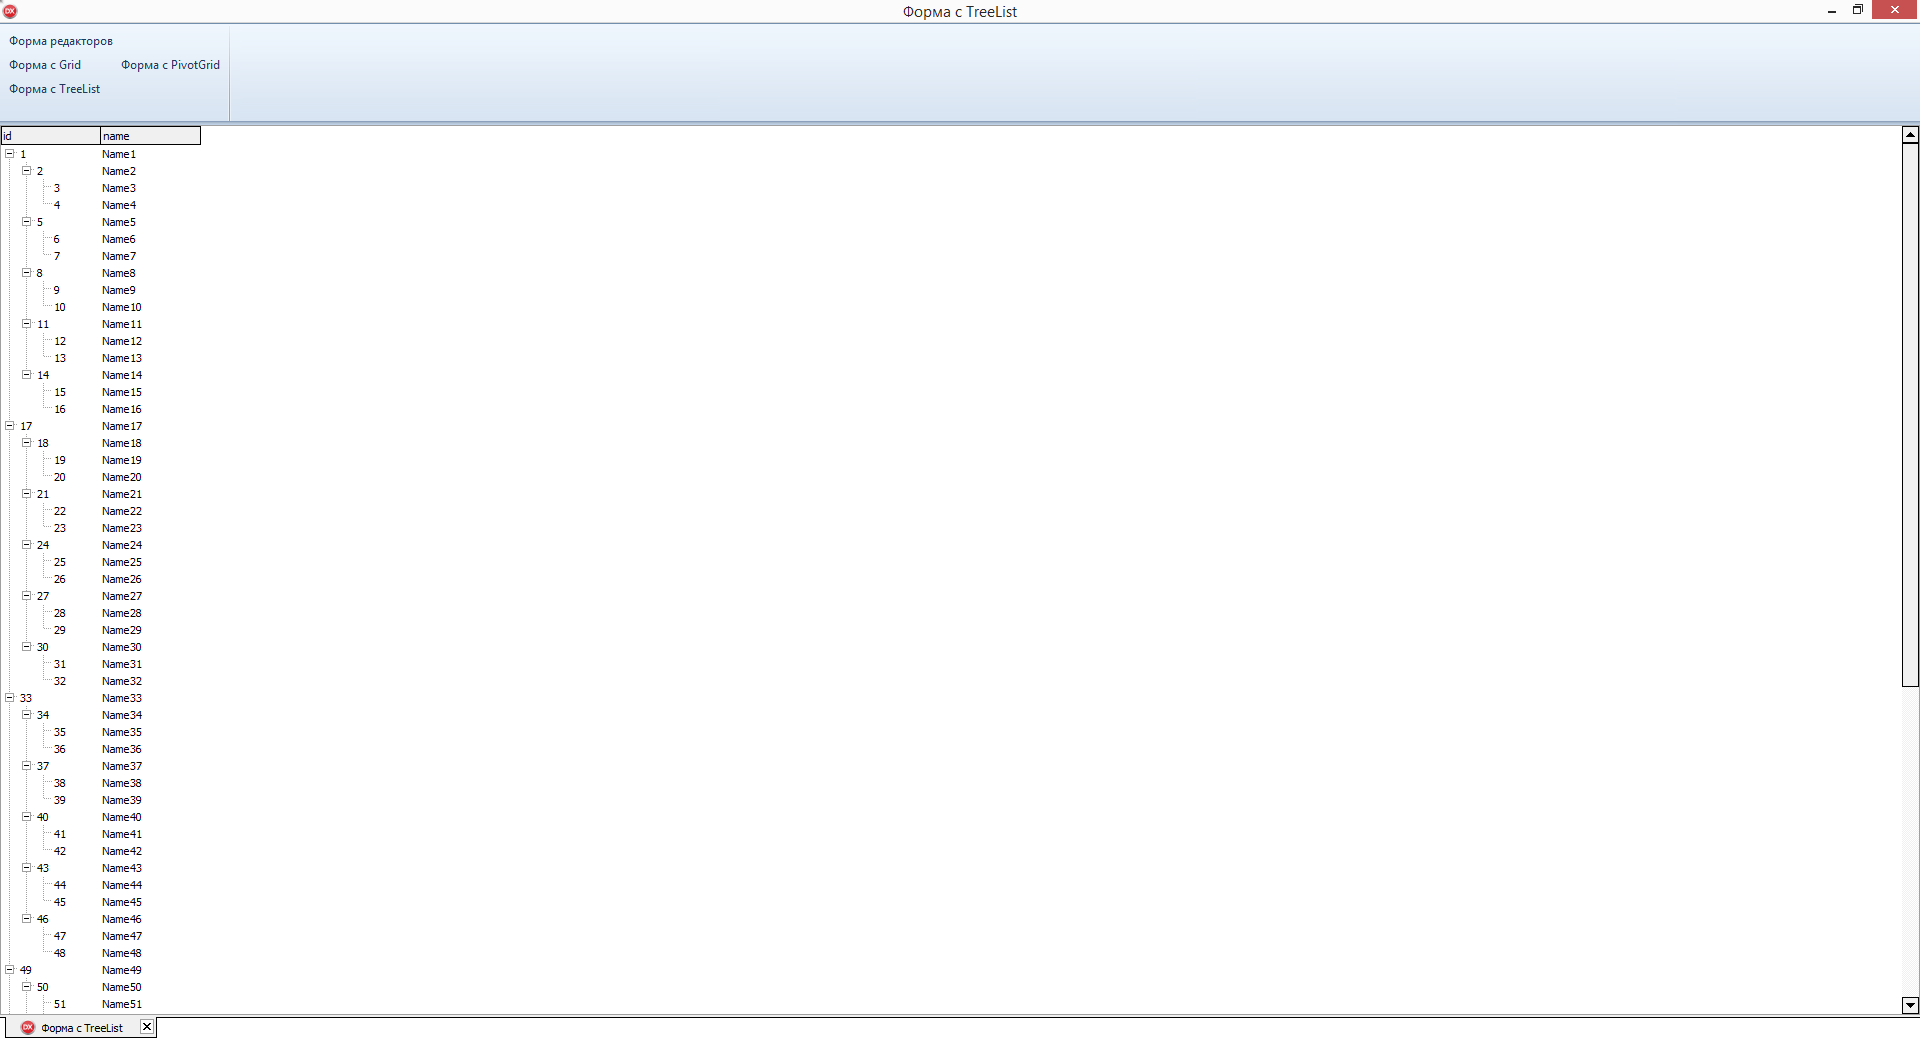 Форма с TreeList
Форма редакторов
Форма с Grid Форма с PivotGrid
Форма с TreeList
id name
1 Name1
2 Name2
3 Name3
4 Name4
5 Name5
6 Name6
7 Name7
8 Name8
9 Name9
10 Name10
11 Name11
12 Name12
13 Name13
14 Name14
15 Name15
16 Name16
17 Name17
18 Name18
19 Name19
20 Name20
21 Name21
22 Name22
23 Name23
24 Name24
25 Name25
26 Name26
27 Name27
28 Name28
29 Name29
30 Name30
31 Name31
32 Name32
33 Name33
34 Name34
35 Name35
36 Name36
37 Name37
38 Name38
39 Name39
40 Name40
41 Name41
42 Name42
43 Name43
44 Name44
45 Name45
46 Name46
47 Name47
48 Name48
49 Name49
50 Name50
51 Name51
DX Форма с TreeList